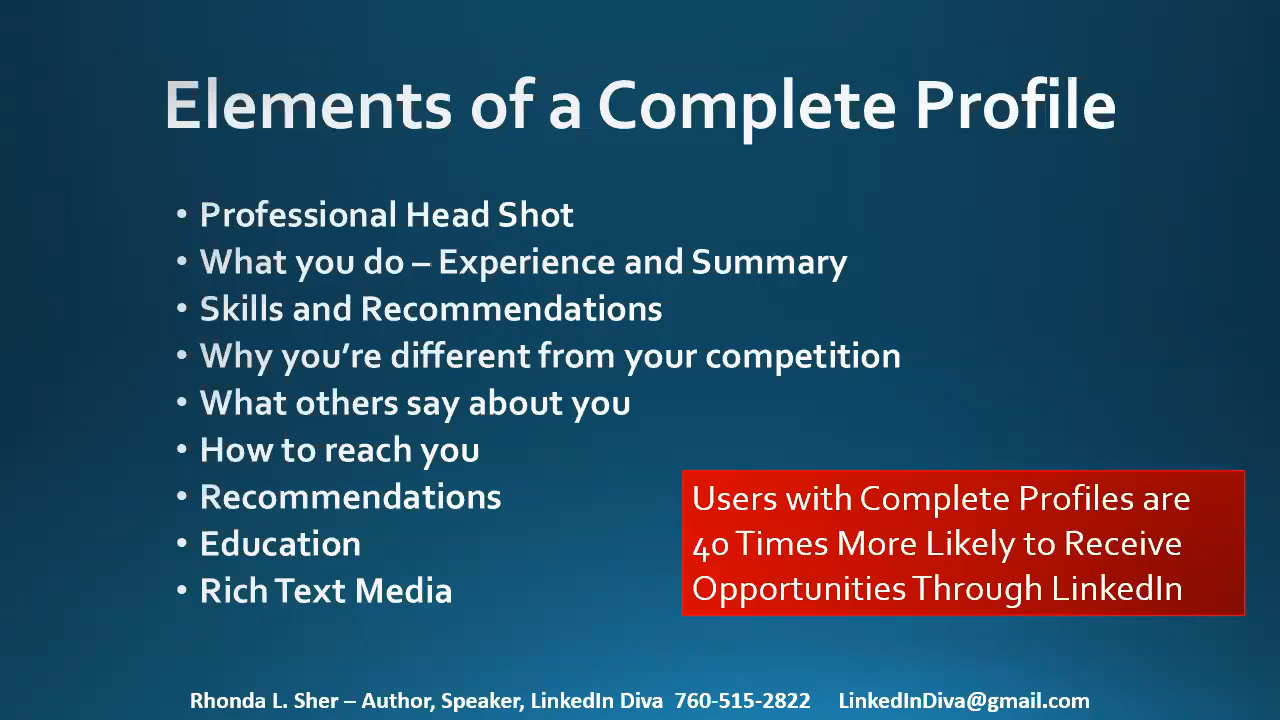 Elements of a Complete Profile
• Professional Head Shot
• What you do – Experience and Summary
• Skills and Recommendations
• Why you’re different from your competition
• What others say about you
• How to reach you
• Recommendations
• Education
• Rich Text Media
Users with Complete Profiles are
40 Times More Likely to Receive
Opportunities Through LinkedIn
Rhonda L. Sher – Author, Speaker, LinkedIn Diva 760-515-2822 LinkedInDiva@gmail.com